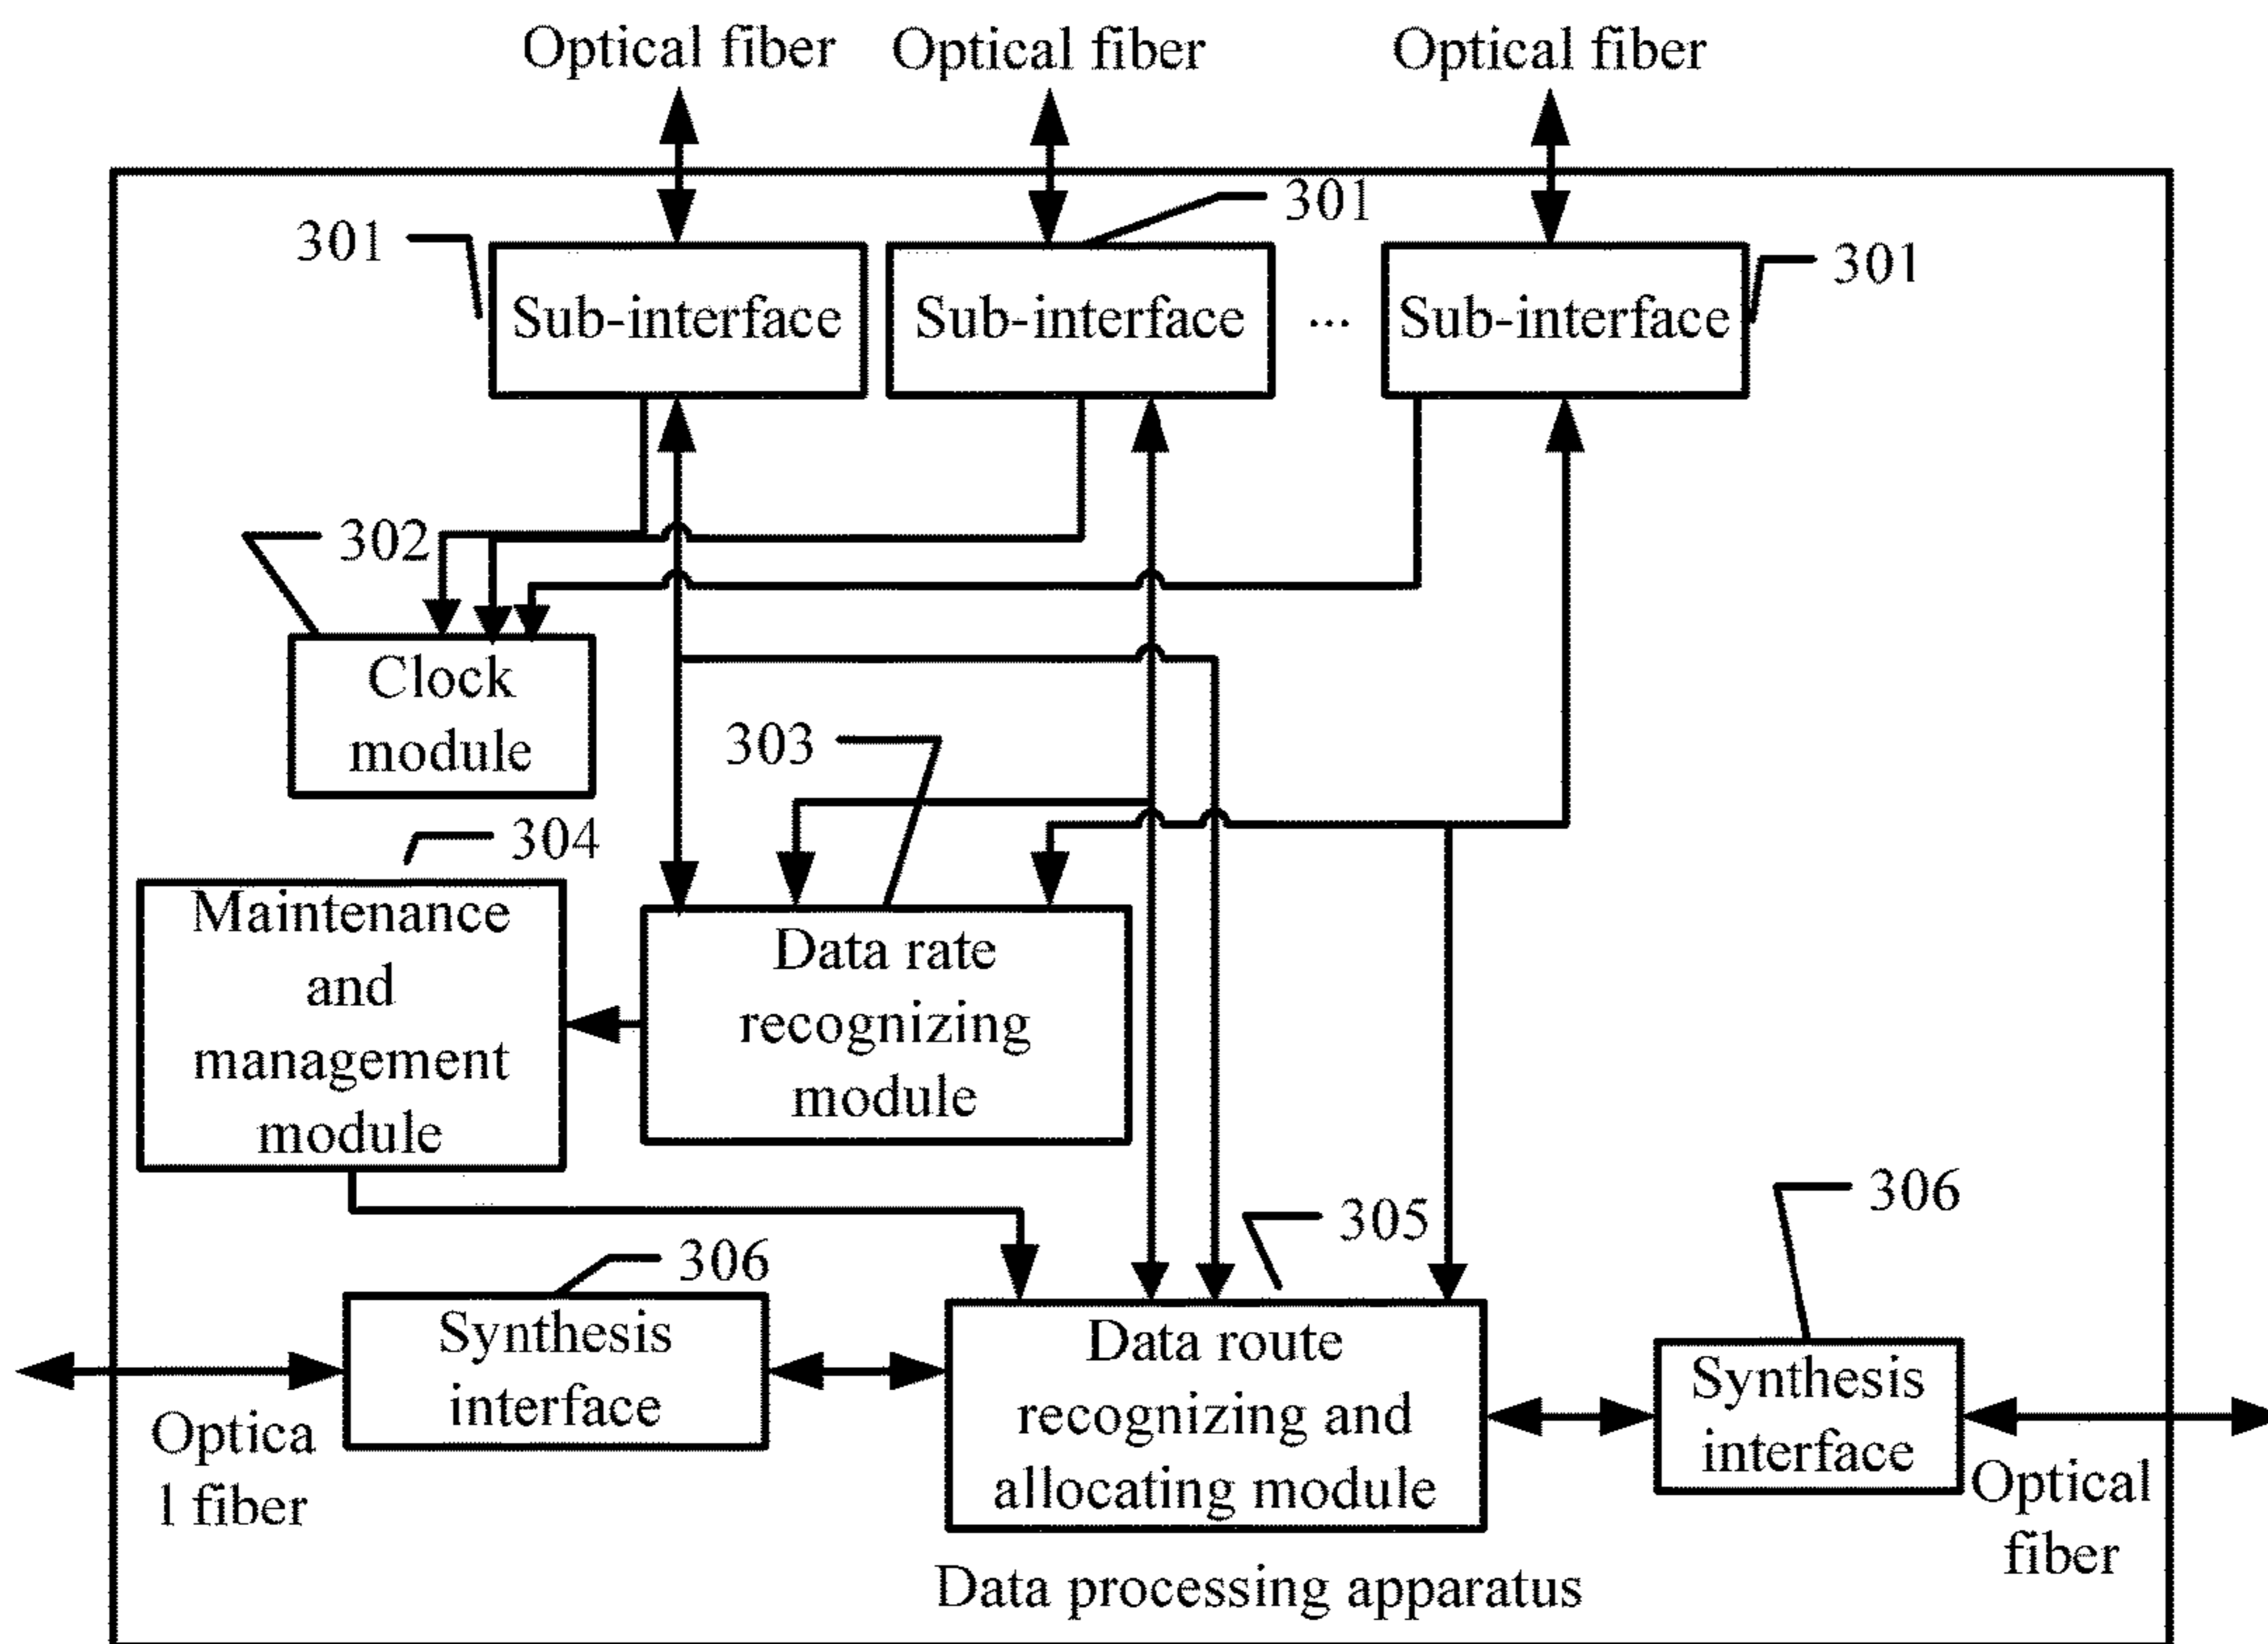 Optical fiber
Optical fiber
Optical fiber
301
301
301
Sub-interface
Sub-interface
...
Sub-interface
302
Clock
module
303
304
Maintenance
and
management
module
Data rate
recognizing
module
305
306
306
Synthesis
interface
Data route
recognizing and
allocating module
Synthesis
interface
Optica
l fiber
Optical
fiber
Data processing apparatus